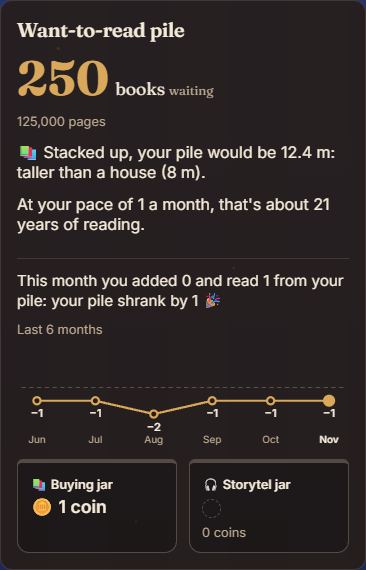 Want-to-read pile
250 books waiting
125,000 pages
📚 Stacked up, your pile would be 12.4 m:
taller than a house (8 m).
At your pace of 1 a month, that's about 21
years of reading.
This month you added 0 and read 1 from your
pile: your pile shrank by 1 🎉
Last 6 months
−1 −1 −2 −1 −1 −1
Jun Jul Aug Sep Oct Nov
📚 Buying jar
🪙 1 coin
🎧 Storytel jar
0 coins